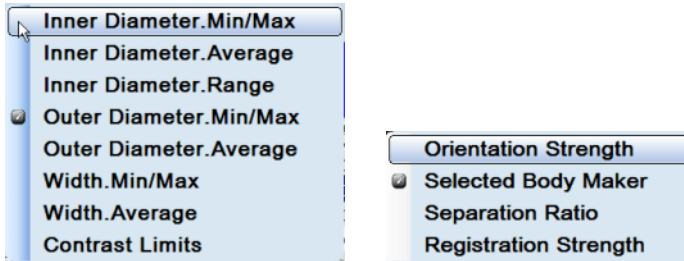 Inner Diameter.Min/Max
Inner Diameter.Average
Inner Diameter.Range
Outer Diameter.Min/Max
Outer Diameter.Average
Width.Min/Max
Width.Average
Contrast Limits
Orientation Strength
Selected Body Maker
Separation Ratio
Registration Strength